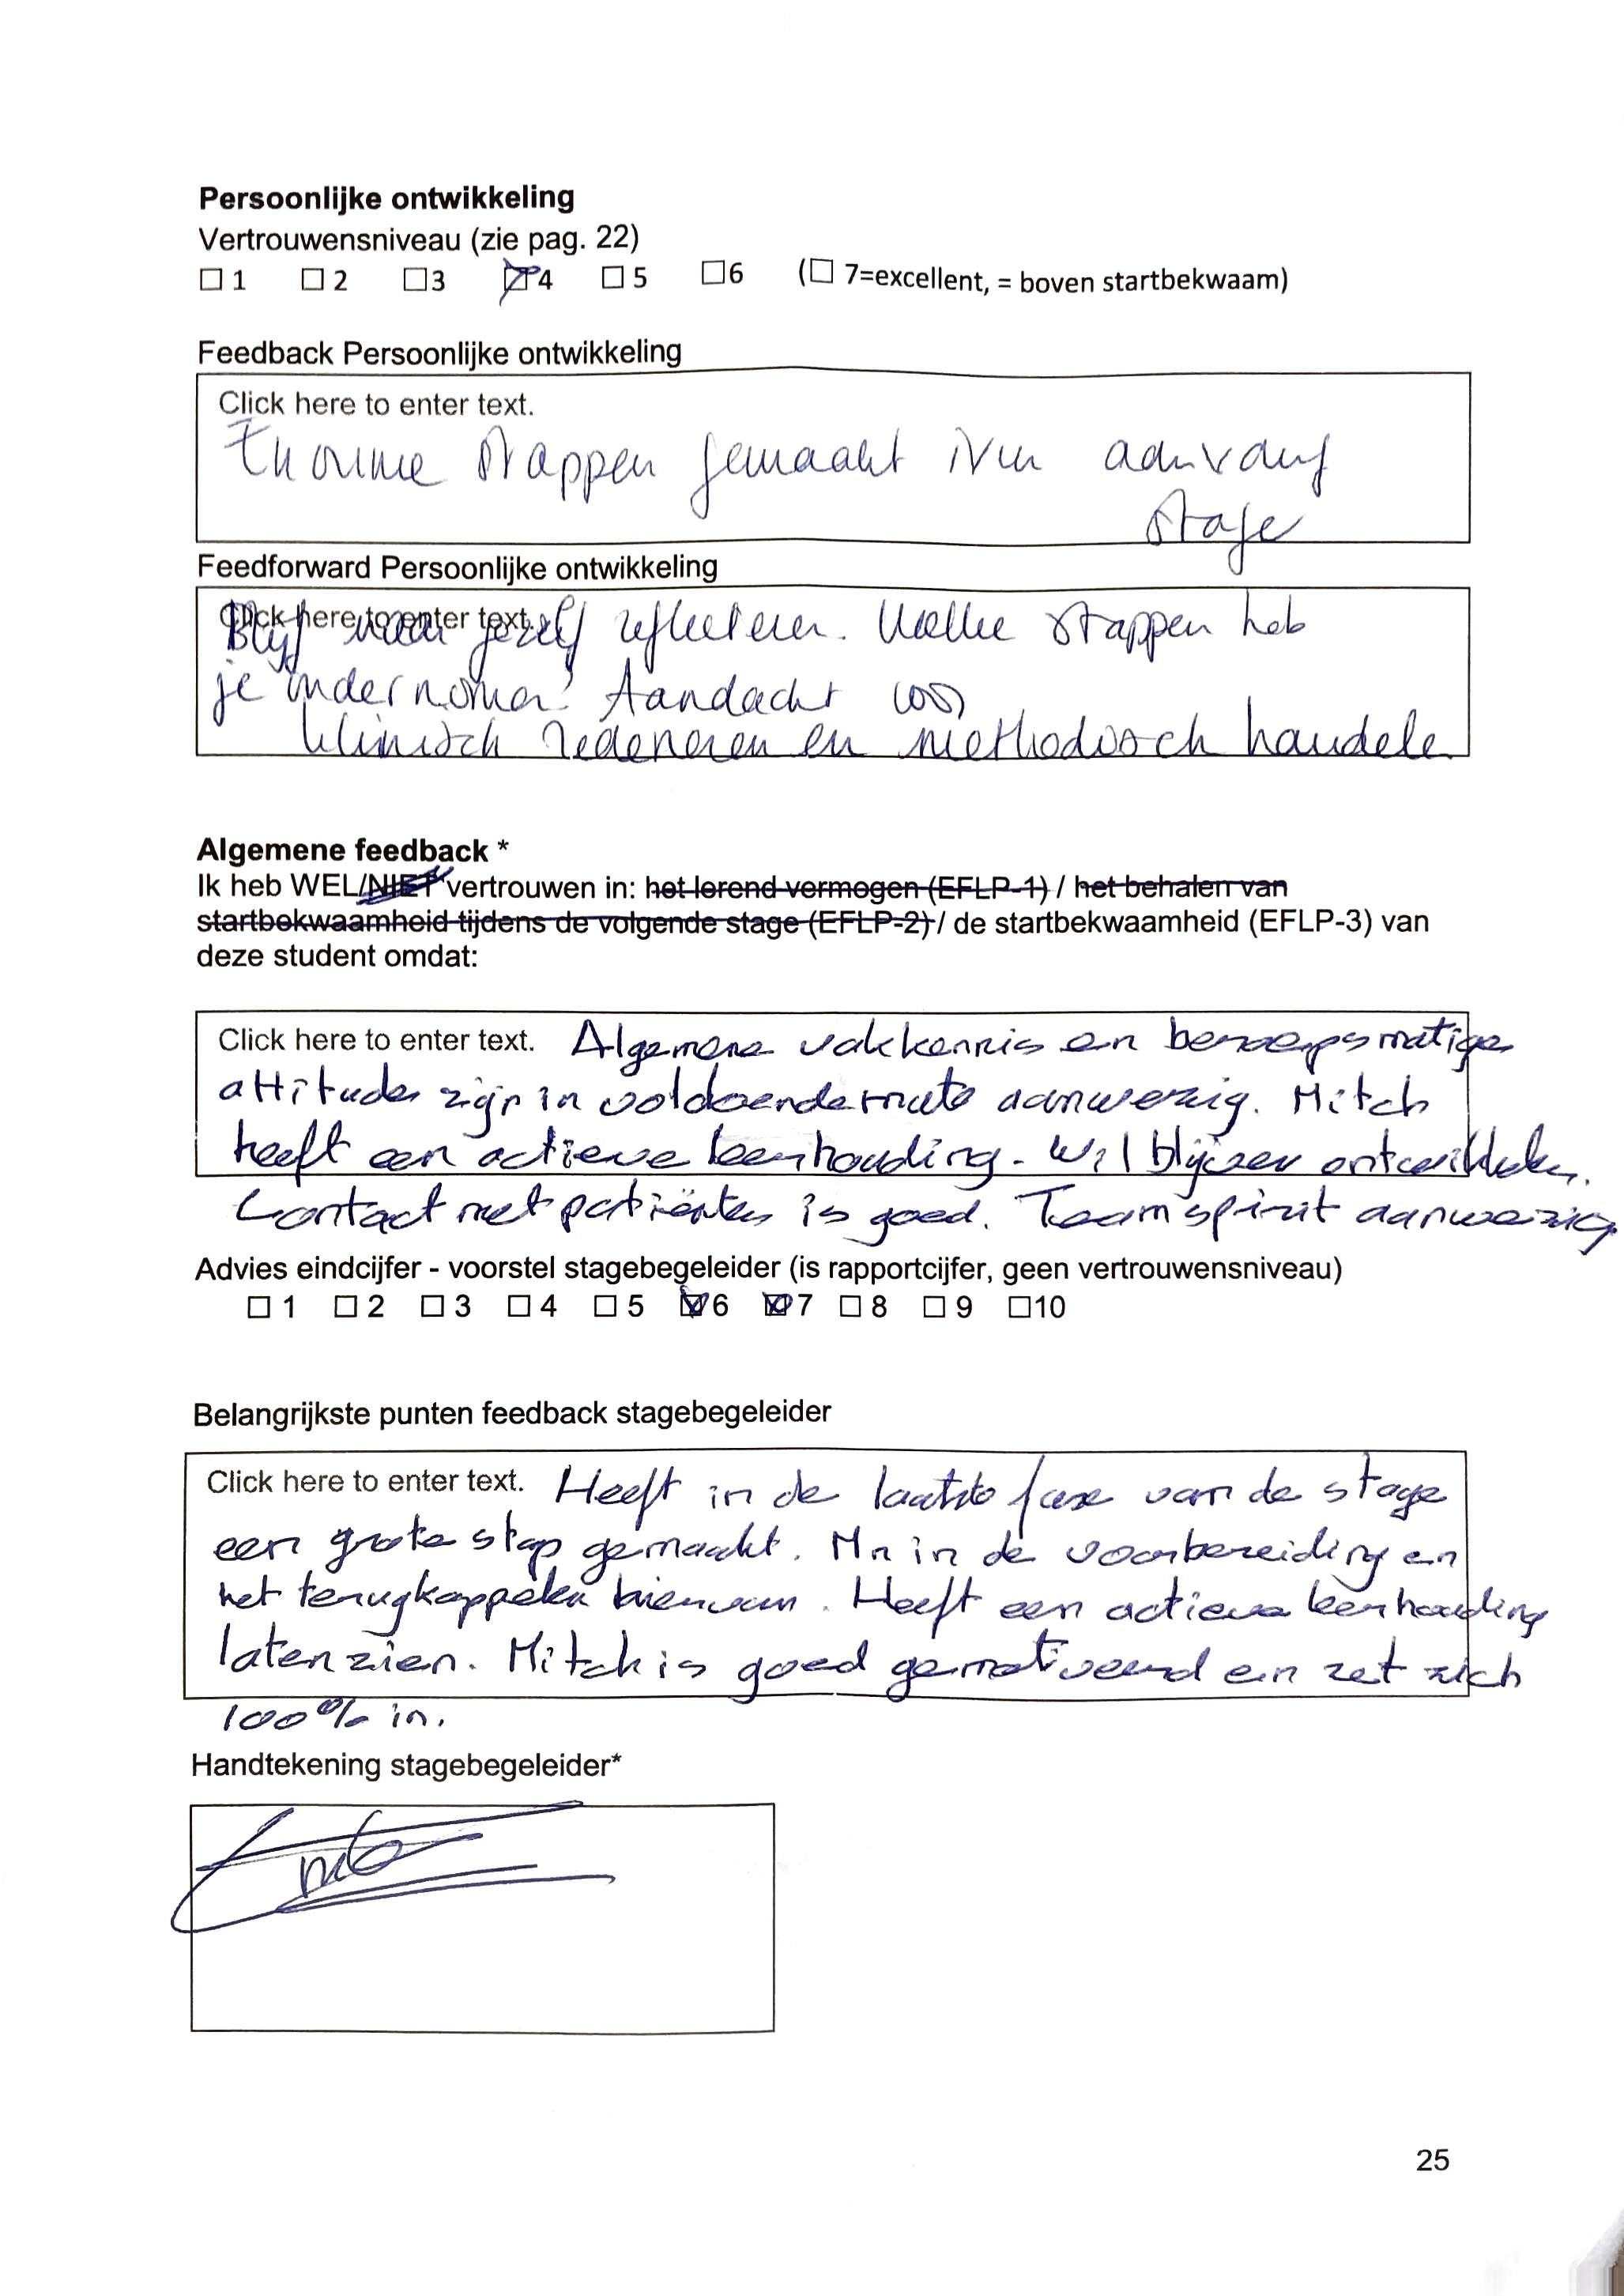 Persoonlijke ontwikkeling
Vertrouwensniveau (zie pag. 22)
☐ 1 ☐ 2 ☐ 3 ☒ 4 ☐ 5 ☐ 6 (☐ 7=excellent, = boven startbekwaam)
Feedback Persoonlijke ontwikkeling
Click here to enter text.
Enorme stappen gemaakt ivm aanvang
stage
Feedforward Persoonlijke ontwikkeling
Click here to enter text.
Blijf naar jezelf reflecteren. Welke stappen heb
je ondernomen? Aandacht voor
klinisch redeneren en methodisch handele
Algemene feedback *
Ik heb WEL/NIET vertrouwen in: het lerend vermogen (EFLP-1) / het behalen van
startbekwaamheid tijdens de volgende stage (EFLP-2) / de startbekwaamheid (EFLP-3) van
deze student omdat:
Click here to enter text. Algemene vakkennis en beroepsmatige
attitude zijn in voldoende mate aanwezig. Mitch
heeft een actieve leerhouding. Wil blijven ontwikkelen.
Contact met patiënten is goed. Teamspirit aanwezig
Advies eindcijfer - voorstel stagebegeleider (is rapportcijfer, geen vertrouwensniveau)
☐ 1 ☐ 2 ☐ 3 ☐ 4 ☐ 5 ☒ 6 ☒ 7 ☐ 8 ☐ 9 ☐ 10
Belangrijkste punten feedback stagebegeleider
Click here to enter text. Heeft in de laatste fase van de stage
een grote stap gemaakt. Mn in de voorbereiding en
het terugkoppelen hiervan. Heeft een actieve leerhouding
laten zien. Mitch is goed gemotiveerd en zet zich
100% in.
Handtekening stagebegeleider*
25